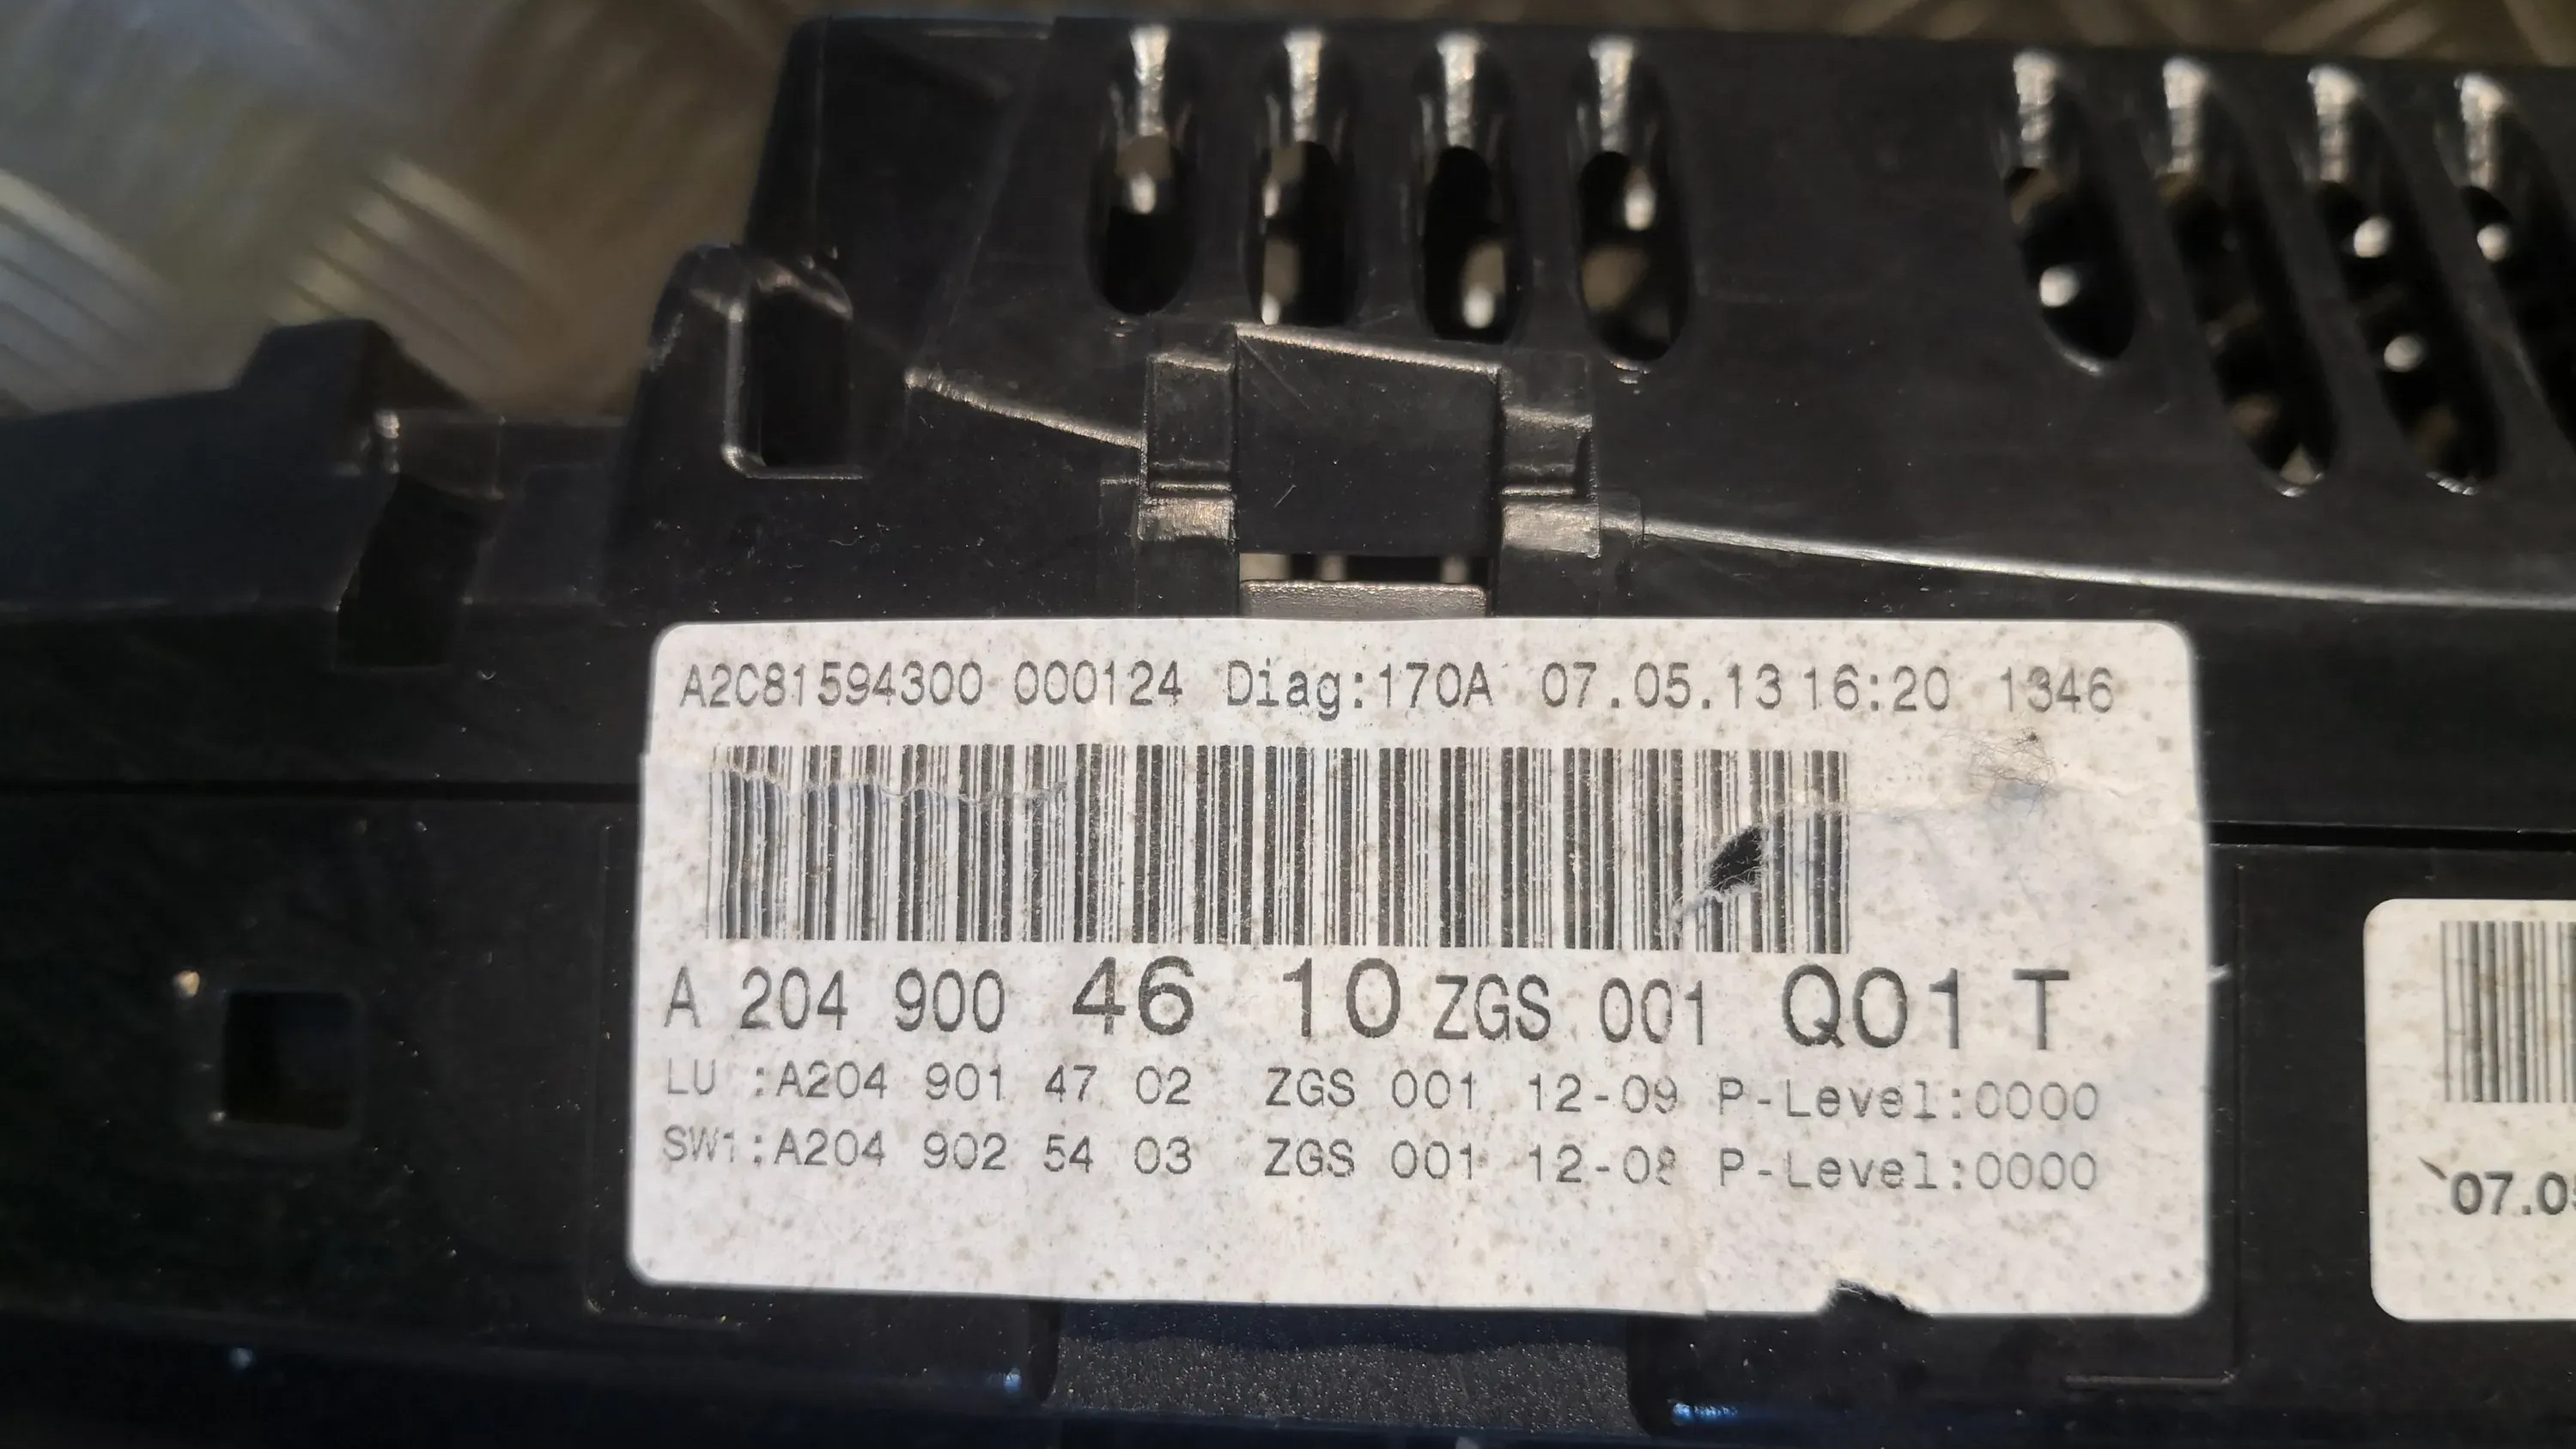 A2C81594300 000124 Diag:170A 07.05.13 16:20 1346
A 204 900 46 10 ZGS 001 Q01 T
LU :A204 901 47 02 ZGS 001 12-09 P-Level:0000
SW1:A204 902 54 03 ZGS 001 12-08 P-Level:0000
07.05